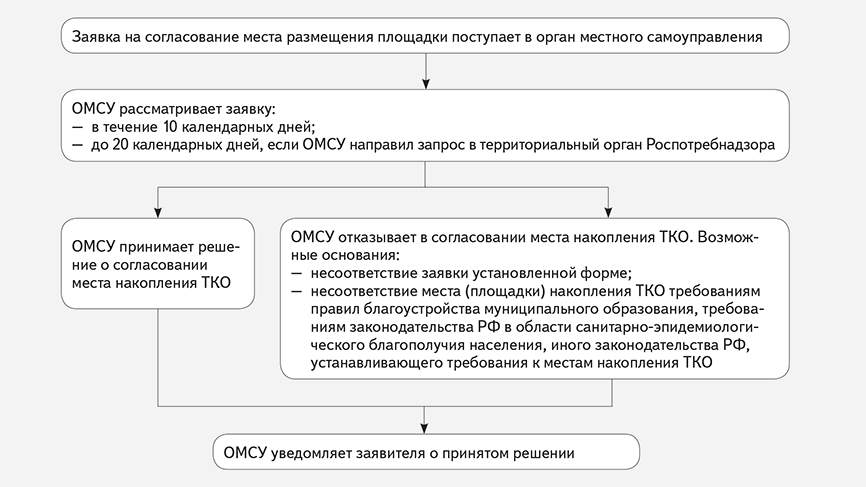 Заявка на согласование места размещения площадки поступает в орган местного самоуправления
ОМСУ рассматривает заявку:
— в течение 10 календарных дней;
— до 20 календарных дней, если ОМСУ направил запрос в территориальный орган Роспотребнадзора
ОМСУ принимает реше-
ние о согласовании
места накопления ТКО
ОМСУ отказывает в согласовании места накопления ТКО. Возмож-
ные основания:
— несоответствие заявки установленной форме;
— несоответствие места (площадки) накопления ТКО требованиям
правил благоустройства муниципального образования, требова-
ниям законодательства РФ в области санитарно-эпидемиологи-
ческого благополучия населения, иного законодательства РФ,
устанавливающего требования к местам накопления ТКО
ОМСУ уведомляет заявителя о принятом решении